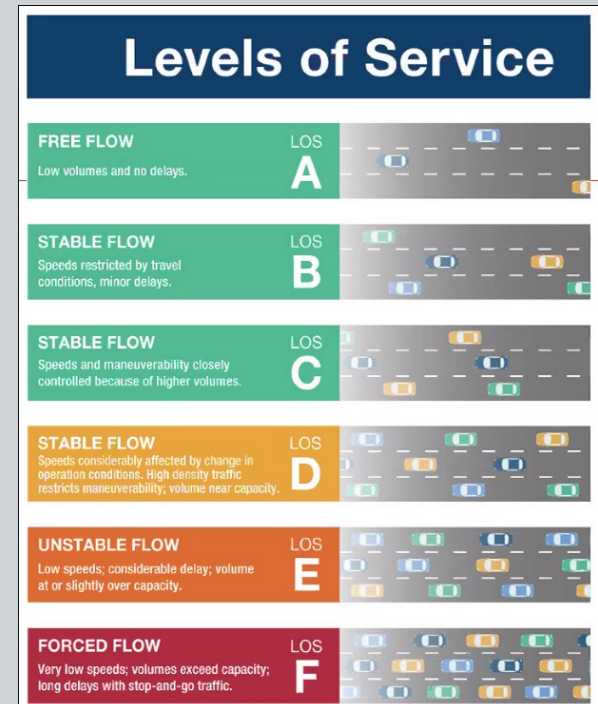 Levels of Service
FREE FLOW
LOS
Low volumes and no delays.
A
STABLE FLOW
LOS
Speeds restricted by travel
conditions, minor delays.
B
STABLE FLOW
LOS
Speeds and maneuverability closely
controlled because of higher volumes.
C
STABLE FLOW
LOS
Speeds considerably affected by change in
operation conditions. High density traffic
restricts maneuverability; volume near capacity.
D
UNSTABLE FLOW
LOS
Low speeds; considerable delay; volume
at or slightly over capacity.
E
FORCED FLOW
LOS
Very low speeds; volumes exceed capacity;
long delays with stop-and-go traffic.
F